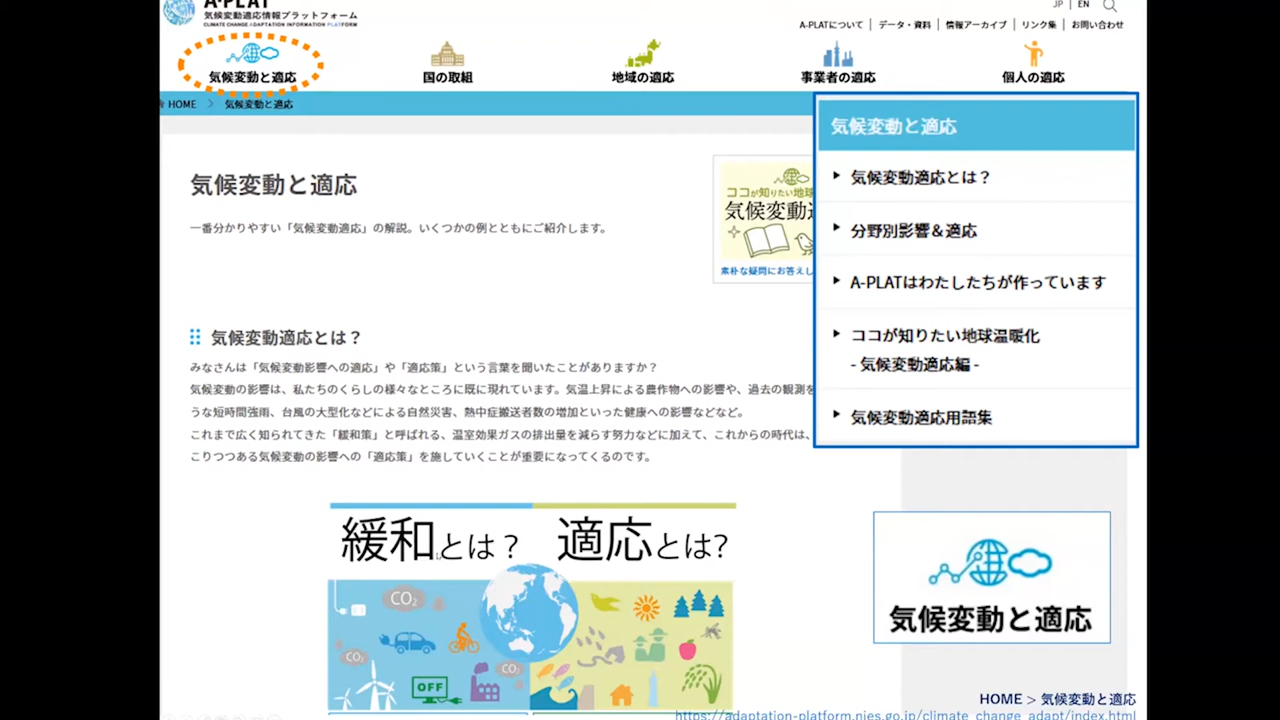 A-PLAT
気候変動適応情報プラットフォーム
CLIMATE CHANGE ADAPTATION INFORMATION PLATFORM
JP | EN
A-PLATについて | データ・資料 | 情報アーカイブ | リンク集 | お問い合わせ
気候変動と適応
国の取組
地域の適応
事業者の適応
個人の適応
HOME > 気候変動と適応
気候変動と適応
一番分かりやすい「気候変動適応」の解説。いくつかの例とともにご紹介します。
ココが知りたい地球
気候変動適
素朴な疑問にお答えし
気候変動適応とは?
みなさんは「気候変動影響への適応」や「適応策」という言葉を聞いたことがありますか?
気候変動の影響は、私たちのくらしの様々なところに既に現れています。気温上昇による農作物への影響や、過去の観測を
うな短時間強雨、台風の大型化などによる自然災害、熱中症搬送者数の増加といった健康への影響などなど。
これまで広く知られてきた「緩和策」と呼ばれる、温室効果ガスの排出量を減らす努力などに加えて、これからの時代は、
こりつつある気候変動の影響への「適応策」を施していくことが重要になってくるのです。
緩和とは? 適応とは?
CO2
CO2
CO2
OFF
気候変動と適応
気候変動適応とは?
分野別影響&適応
A-PLATはわたしたちが作っています
ココが知りたい地球温暖化
- 気候変動適応編 -
気候変動適応用語集
気候変動と適応
HOME > 気候変動と適応
https://adaptation-platform.nies.go.jp/climate_change_adapt/index.html